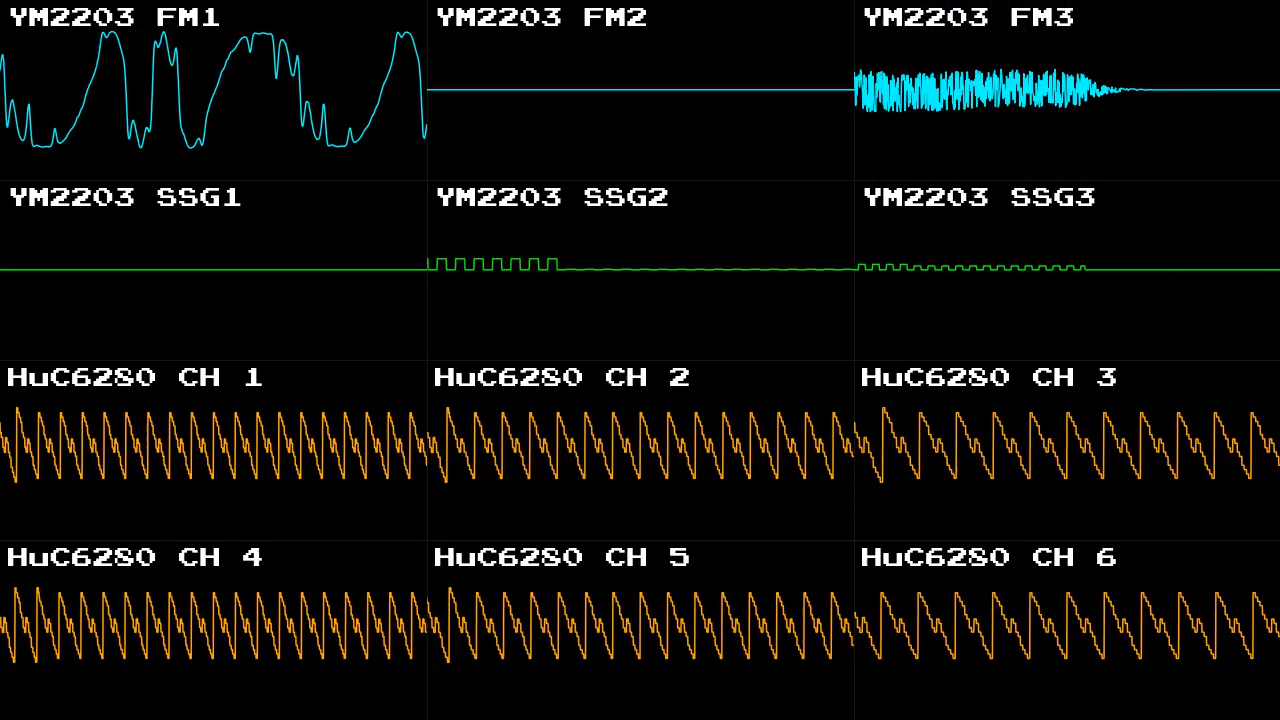 YM2203 FM1
YM2203 FM2
YM2203 FM3
YM2203 SSG1
YM2203 SSG2
YM2203 SSG3
HuC6280 CH 1
HuC6280 CH 2
HuC6280 CH 3
HuC6280 CH 4
HuC6280 CH 5
HuC6280 CH 6